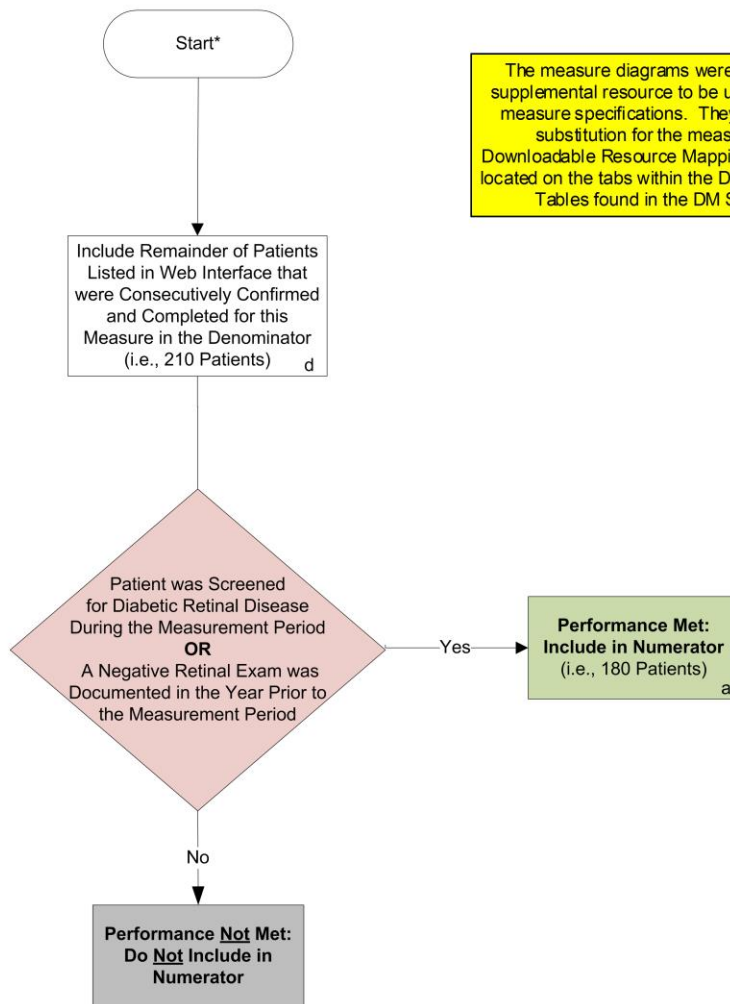 Start*
The measure diagrams were
supplemental resource to be u
measure specifications. They
substitution for the meas
Downloadable Resource Mappi
located on the tabs within the D
Tables found in the DM S
Include Remainder of Patients
Listed in Web Interface that
were Consecutively Confirmed
and Completed for this
Measure in the Denominator
(i.e., 210 Patients)
d
Patient was Screened
for Diabetic Retinal Disease
During the Measurement Period
OR
A Negative Retinal Exam was
Documented in the Year Prior to
the Measurement Period
Yes
Performance Met:
Include in Numerator
(i.e., 180 Patients)
a
No
Performance Not Met:
Do Not Include in
Numerator